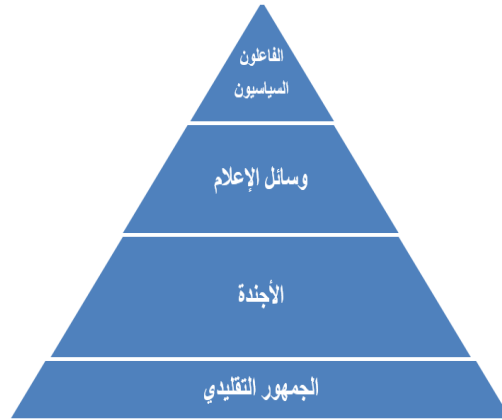 الفاعلون
السياسيون
وسائل الإعلام
الأجندة
الجمهور التقليدي